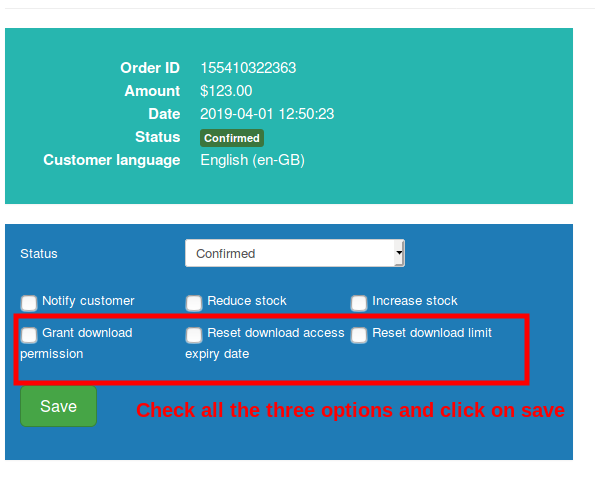 Order ID 155410322363
Amount $123.00
Date 2019-04-01 12:50:23
Status Confirmed
Customer language English (en-GB)
Status Confirmed
Notify customer Reduce stock Increase stock
Grant download Reset download access Reset download limit
permission expiry date
Save Check all the three options and click on save